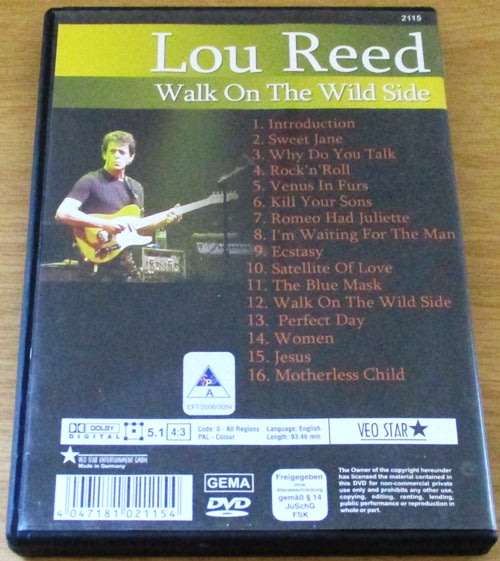 2115
Lou Reed
Walk On The Wild Side
1. Introduction
2. Sweet Jane
3. Why Do You Talk
4. Rock'n'Roll
5. Venus In Furs
6. Kill Your Sons
7. Romeo Had Juliette
8. I'm Waiting For The Man
9. Ecstasy
10. Satellite Of Love
11. The Blue Mask
12. Walk On The Wild Side
13. Perfect Day
14. Women
15. Jesus
16. Motherless Child
A
DOLBY
DIGITAL
5.1
4:3
Code 0 All Regions
PAL - Colour
Language: English
Length: 93:46 min
VEO STAR
VEO STAR ENTERTAINMENT GMBH
Made in Germany
4 047181 021154
GEMA
DVD
Freigegeben
gemäß § 14
JuSchG
FSK
The Owner of the copyright hereunder
has licensed the material contained in
this DVD for non-commercial private
use only and prohibits any other use,
copying, editing, renting, lending,
public performance or reproduction in
whole or part.